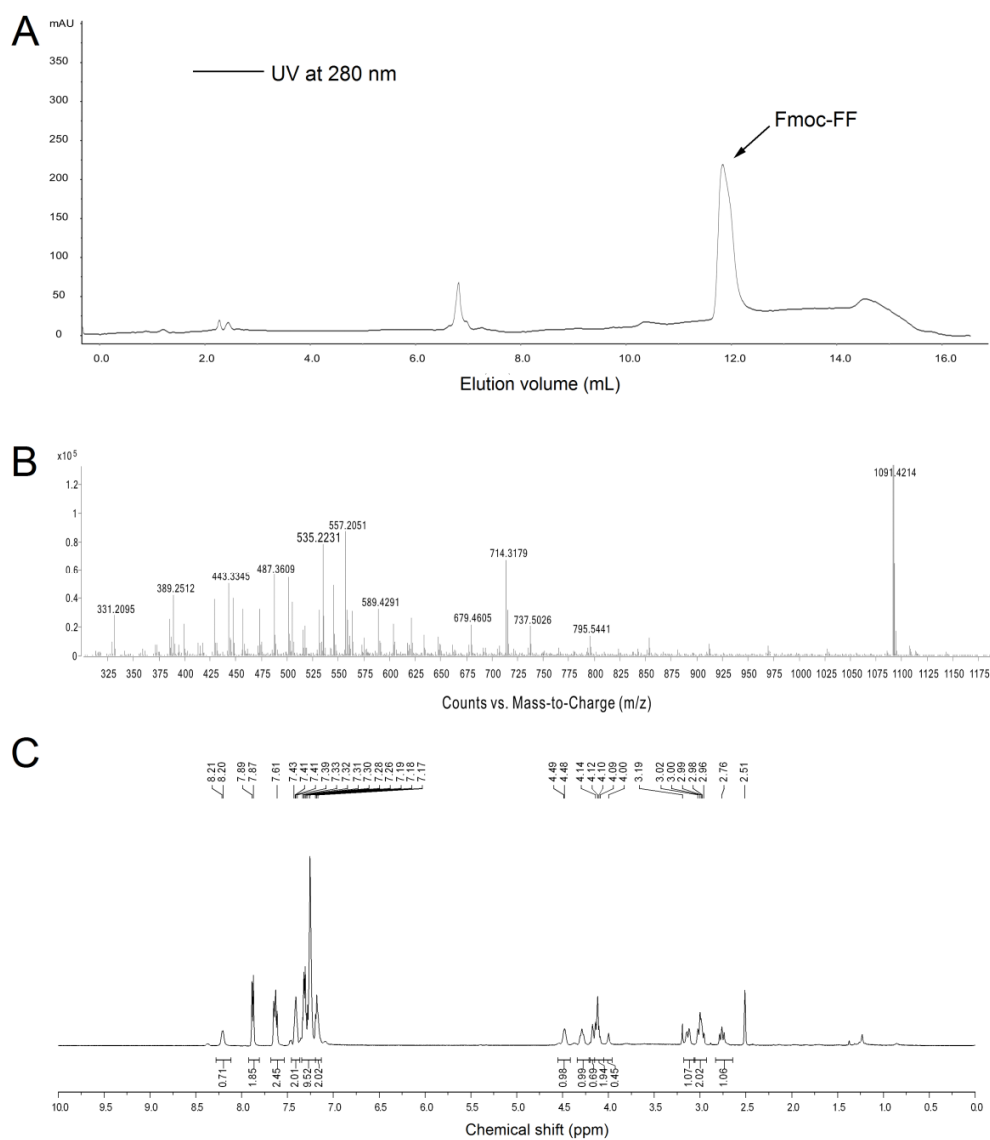 A
mAU
350
300
250
200
150
100
50
0
UV at 280 nm
Fmoc-FF
0.0 2.0 4.0 6.0 8.0 10.0 12.0 14.0 16.0
Elution volume (mL)
B
x10⁵
1.2
1
0.8
0.6
0.4
0.2
0
331.2095
389.2512
443.3345
487.3609
535.2231
557.2051
589.4291
679.4605
714.3179
737.5026
795.5441
1091.4214
325 350 375 400 425 450 475 500 525 550 575 600 625 650 675 700 725 750 775 800 825 850 875 900 925 950 975 1000 1025 1050 1075 1100 1125 1150 1175
Counts vs. Mass-to-Charge (m/z)
C
8.21 8.20 7.89 7.87 7.61 7.43 7.41 7.41 7.39 7.33 7.32 7.31 7.30 7.28 7.26 7.19 7.18 7.17 4.49 4.48 4.14 4.12 4.10 4.09 4.00 3.19 3.02 3.00 2.99 2.98 2.96 2.76 2.51
0.71 1.85 2.45 2.01 9.52 2.02 0.98 0.99 0.69 1.94 0.45 1.07 2.02 1.06
10.0 9.5 9.0 8.5 8.0 7.5 7.0 6.5 6.0 5.5 5.0 4.5 4.0 3.5 3.0 2.5 2.0 1.5 1.0 0.5 0.0
Chemical shift (ppm)